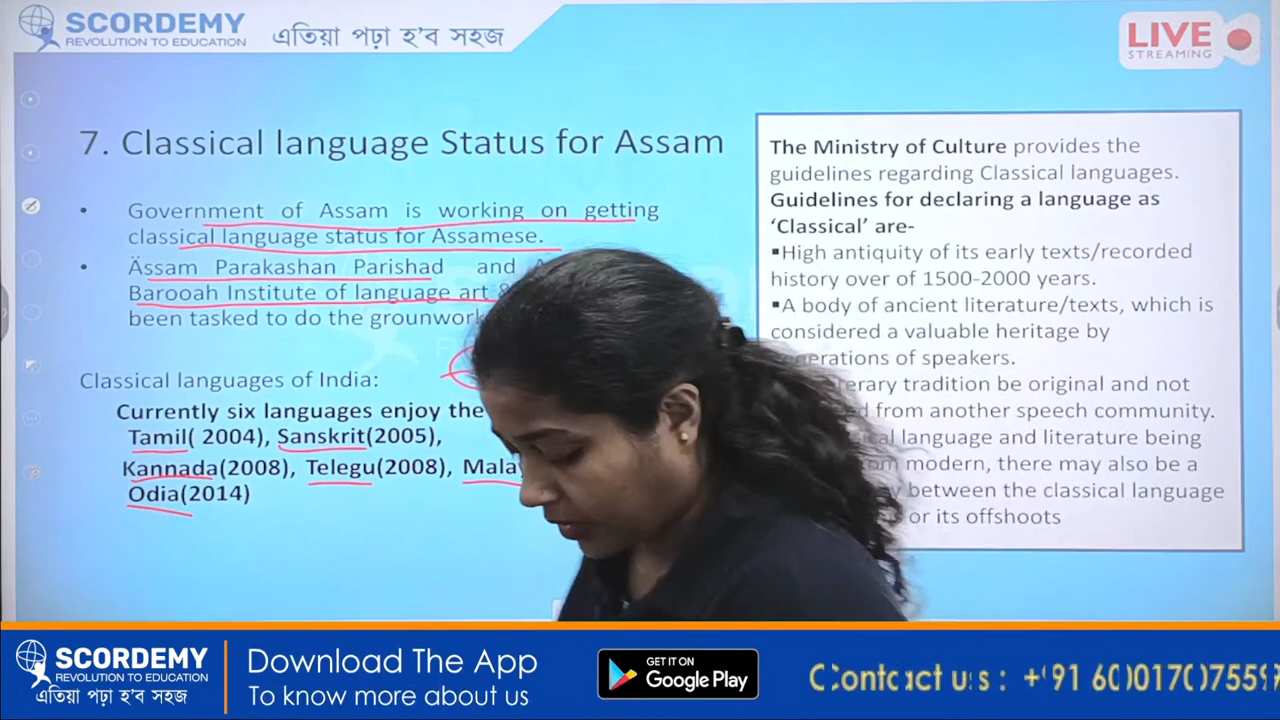 SCORDEMY
REVOLUTION TO EDUCATION
এতিয়া পঢ়া হ'ব সহজ
LIVE
STREAMING
7. Classical language Status for Assam
• Government of Assam is working on getting
classical language status for Assamese.
• Ässam Parakashan Parishad and
Barooah Institute of language art
been tasked to do the
Classical languages of India:
Currently six languages enjoy the
Tamil( 2004), Sanskrit(2005),
Kannada(2008), Telegu(2008),
Odia(2014)
The Ministry of Culture provides the
guidelines regarding Classical languages.
Guidelines for declaring a language as
‘Classical’ are-
▪High antiquity of its early texts/recorded
history over of 1500-2000 years.
▪A body of ancient literature/texts, which is
considered a valuable heritage by
of speakers.
tradition be original and not
from another speech community.
language and literature being
modern, there may also be a
between the classical language
or its offshoots
SCORDEMY
REVOLUTION TO EDUCATION
এতিয়া পঢ়া হ'ব সহজ
Download The App
To know more about us
GET IT ON
Google Play
Contact us : +91